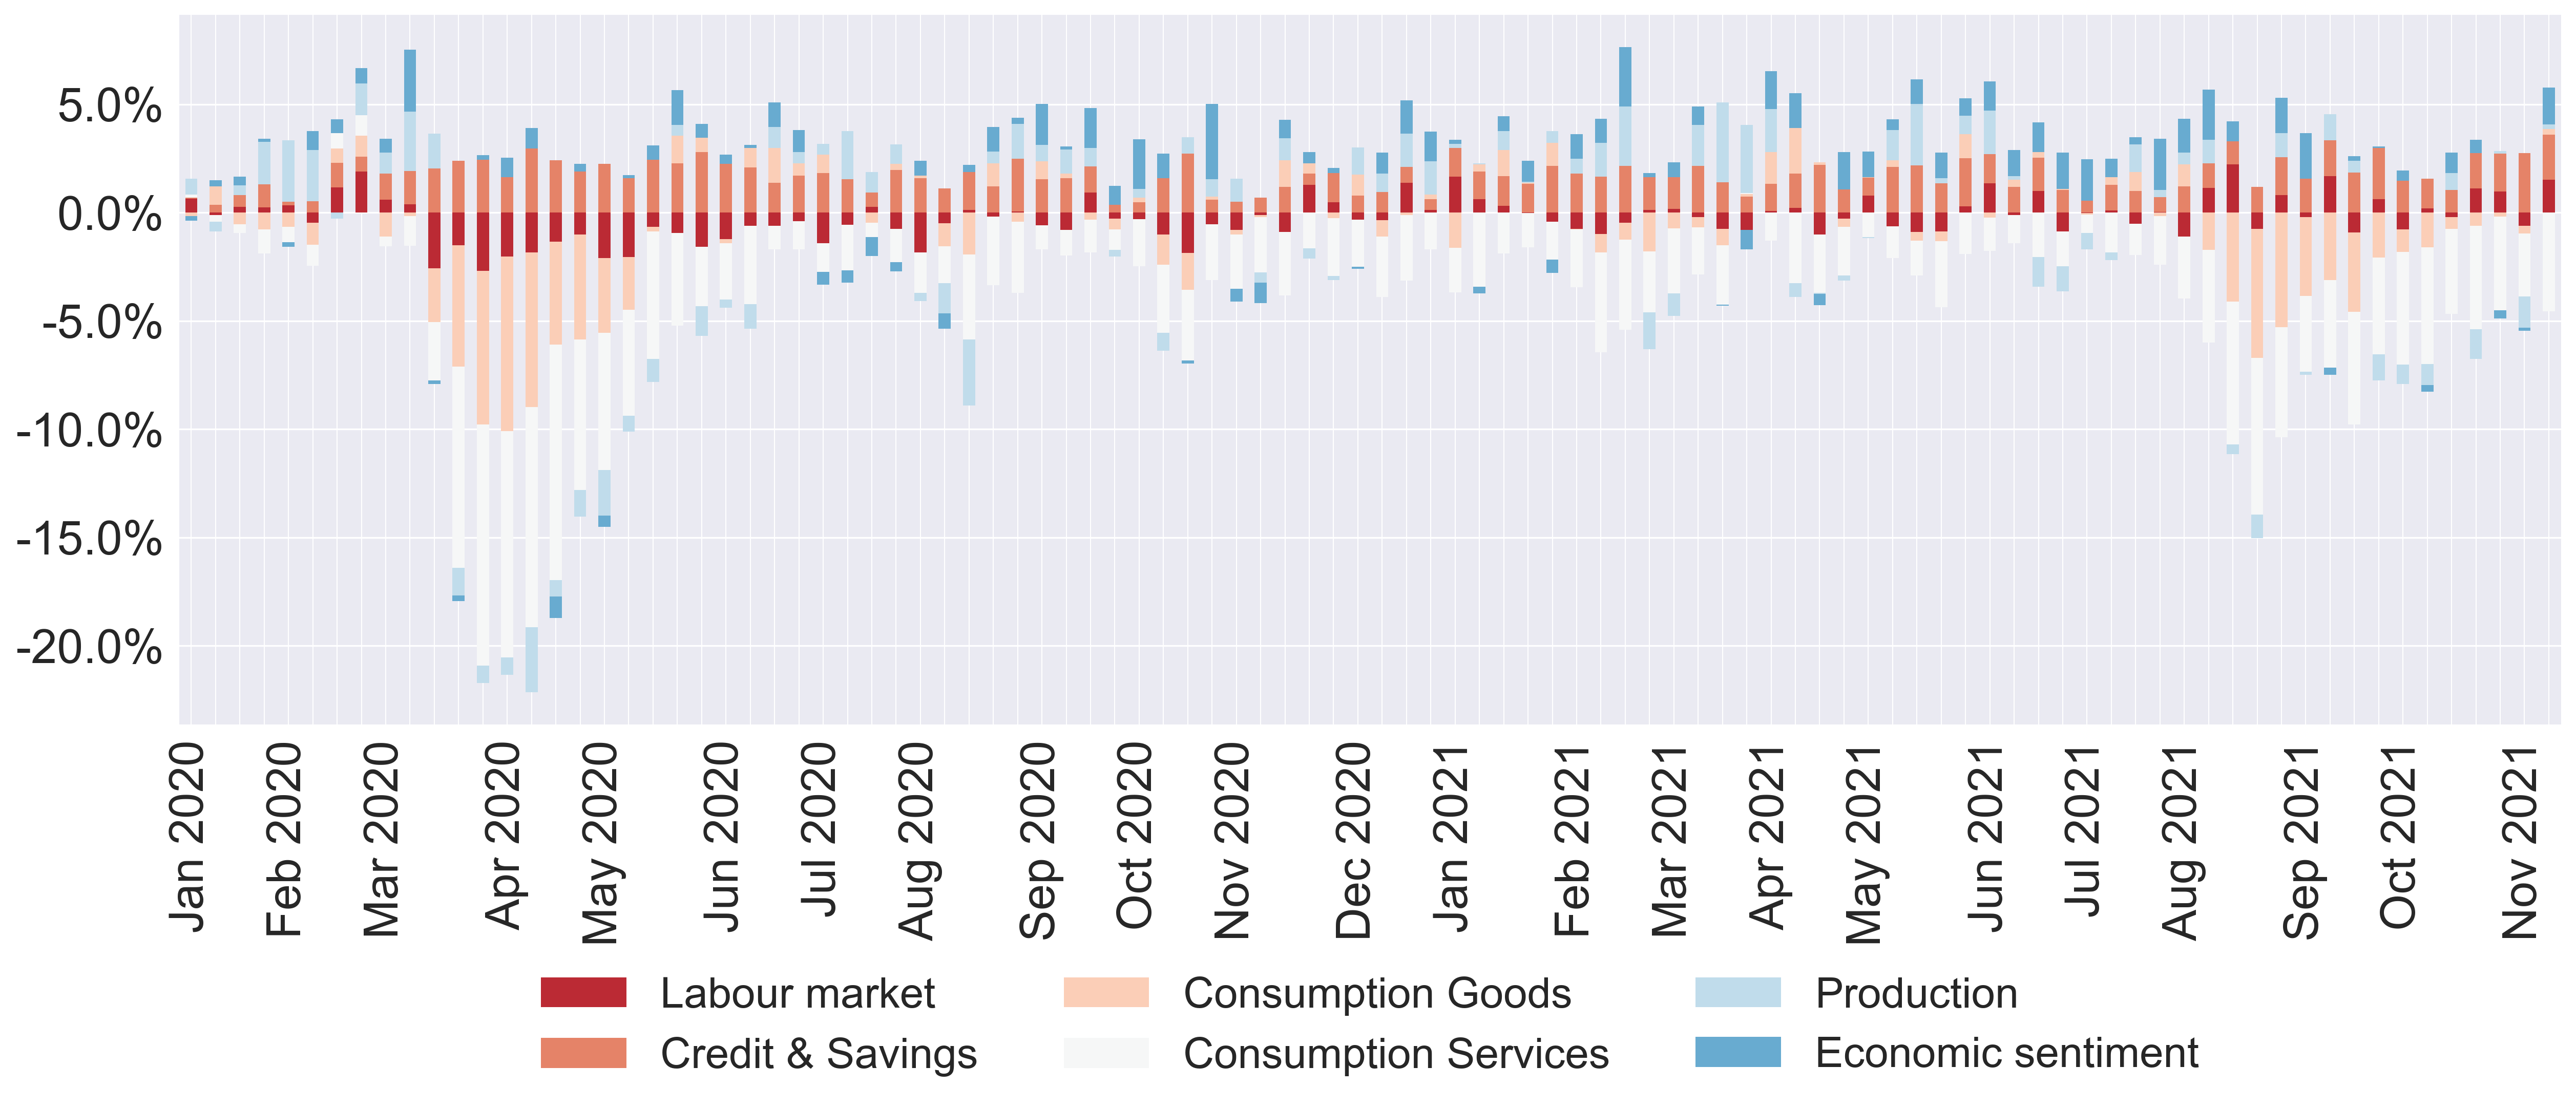 5.0%
0.0%
-5.0%
-10.0%
-15.0%
-20.0%
Jan 2020
Feb 2020
Mar 2020
Apr 2020
May 2020
Jun 2020
Jul 2020
Aug 2020
Sep 2020
Oct 2020
Nov 2020
Dec 2020
Jan 2021
Feb 2021
Mar 2021
Apr 2021
May 2021
Jun 2021
Jul 2021
Aug 2021
Sep 2021
Oct 2021
Nov 2021
Labour market
Consumption Goods
Production
Credit & Savings
Consumption Services
Economic sentiment